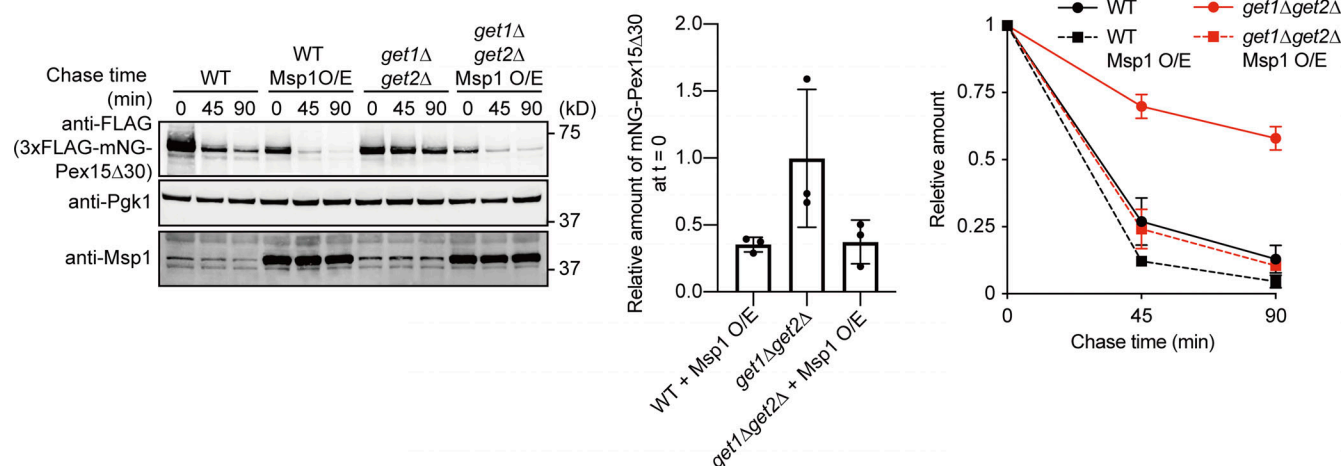 Chase time
(min)
WT
WT
Msp1O/E
get1Δ
get2Δ
get1Δ
get2Δ
Msp1 O/E
0 45 90 0 45 90 0 45 90 0 45 90 (kD)
anti-FLAG
(3xFLAG-mNG-
Pex15Δ30)
75
anti-Pgk1
37
anti-Msp1
37
Relative amount of mNG-Pex15Δ30
at t = 0
2.0
1.5
1.0
0.5
0.0
WT + Msp1 O/E
get1Δget2Δ
get1Δget2Δ + Msp1 O/E
WT
get1Δget2Δ
WT
Msp1 O/E
get1Δget2Δ
Msp1 O/E
Reletive amount
1
0.75
0.5
0.25
0
0 45 90
Chase time (min)